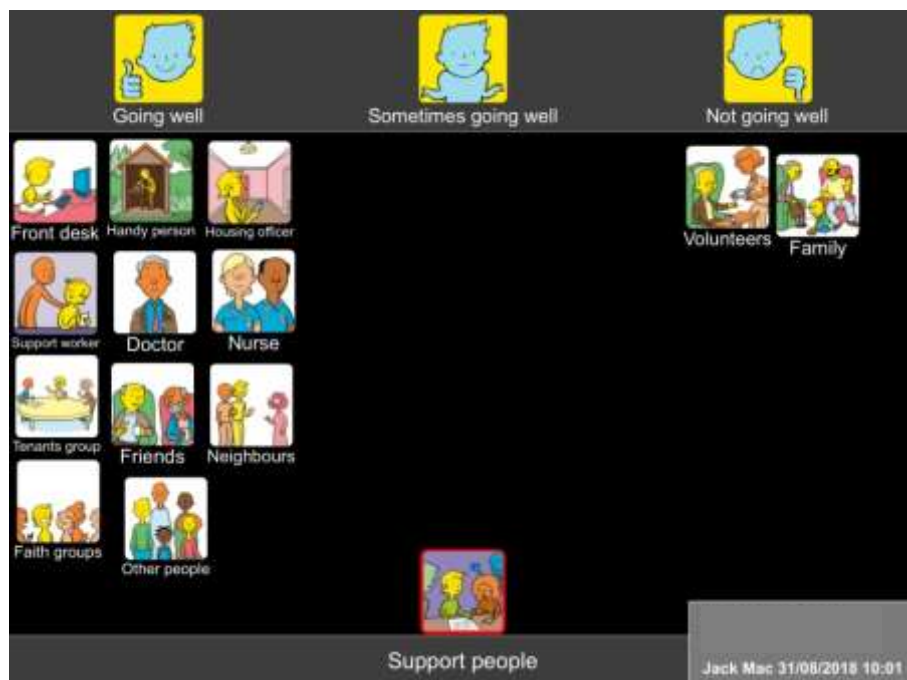 Going well
Sometimes going well
Not going well
Front desk
Handy person
Housing officer
Volunteers
Family
Support worker
Doctor
Nurse
Tenants group
Friends
Neighbours
Faith groups
Other people
Support people
Jack Mac 31/08/2018 10:01